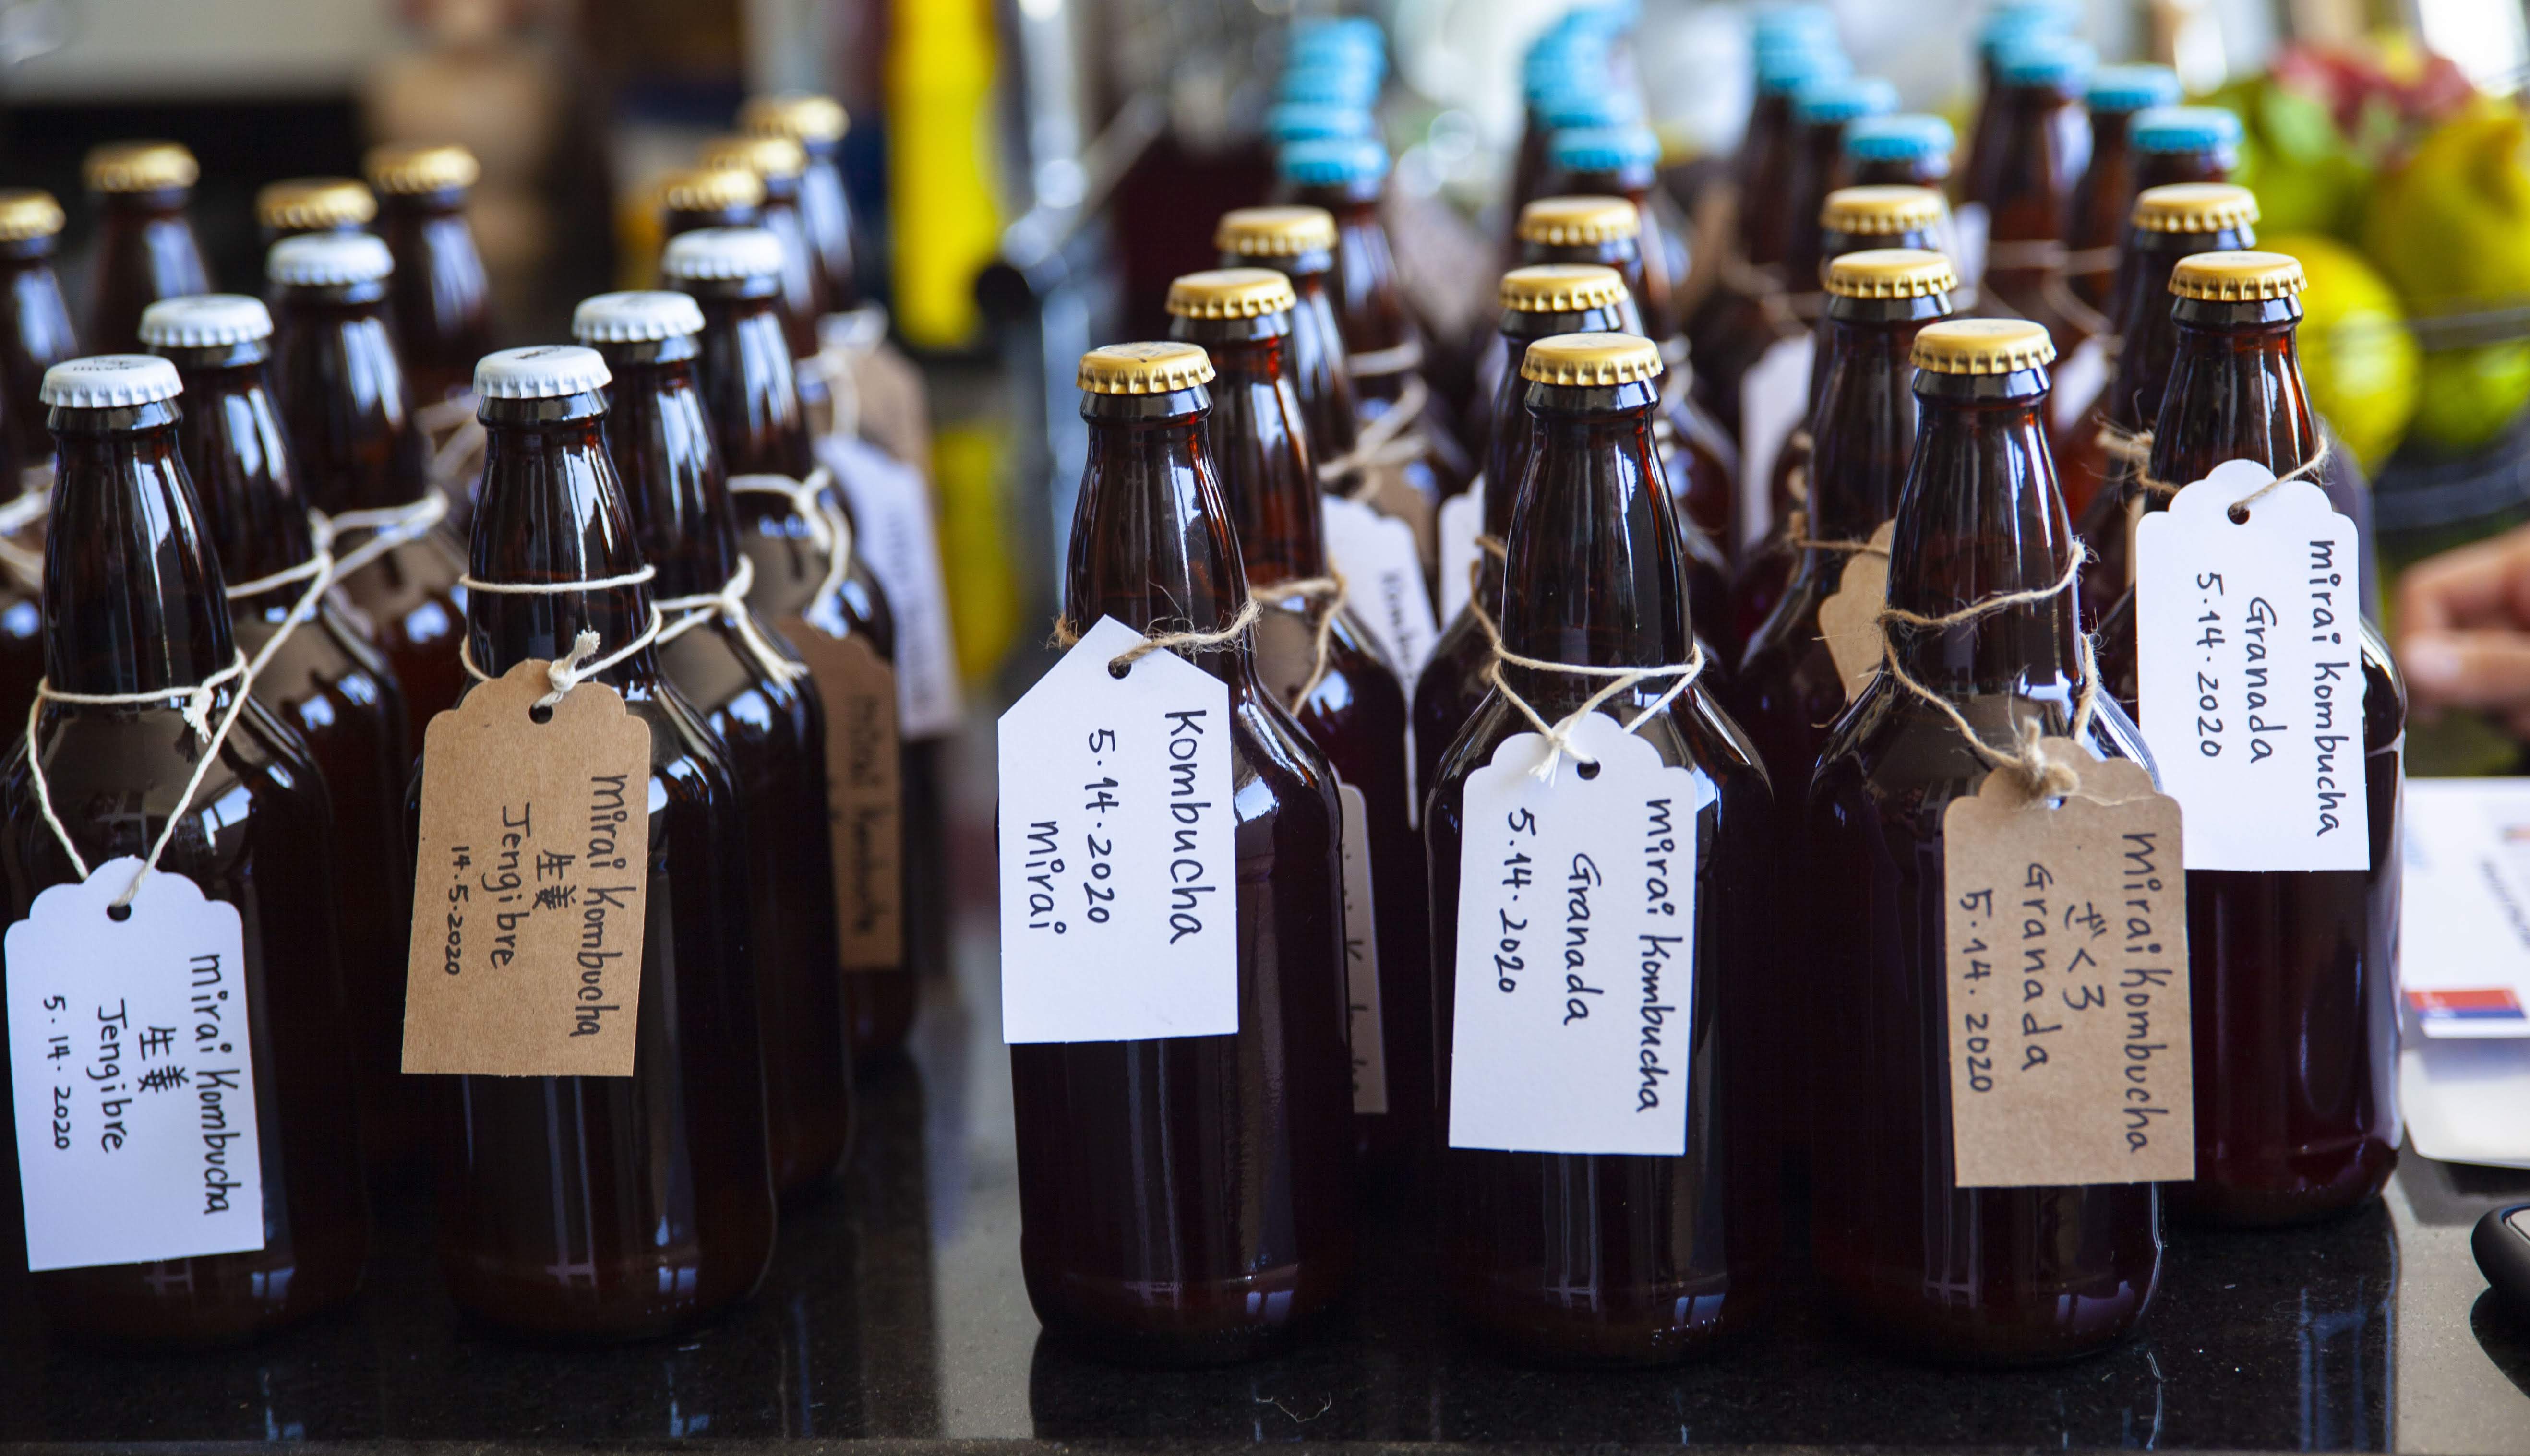 mirai Kombucha
生姜
Jengibre
5.14.2020
mirai Kombucha
生姜
Jengibre
14.5.2020
Kombucha
5.14.2020
mirai
mirai Kombucha
Granada
5.14.2020
mirai Kombucha
ざくろ
Granada
5.14.2020
mirai Kombucha
Granada
5.14.2020